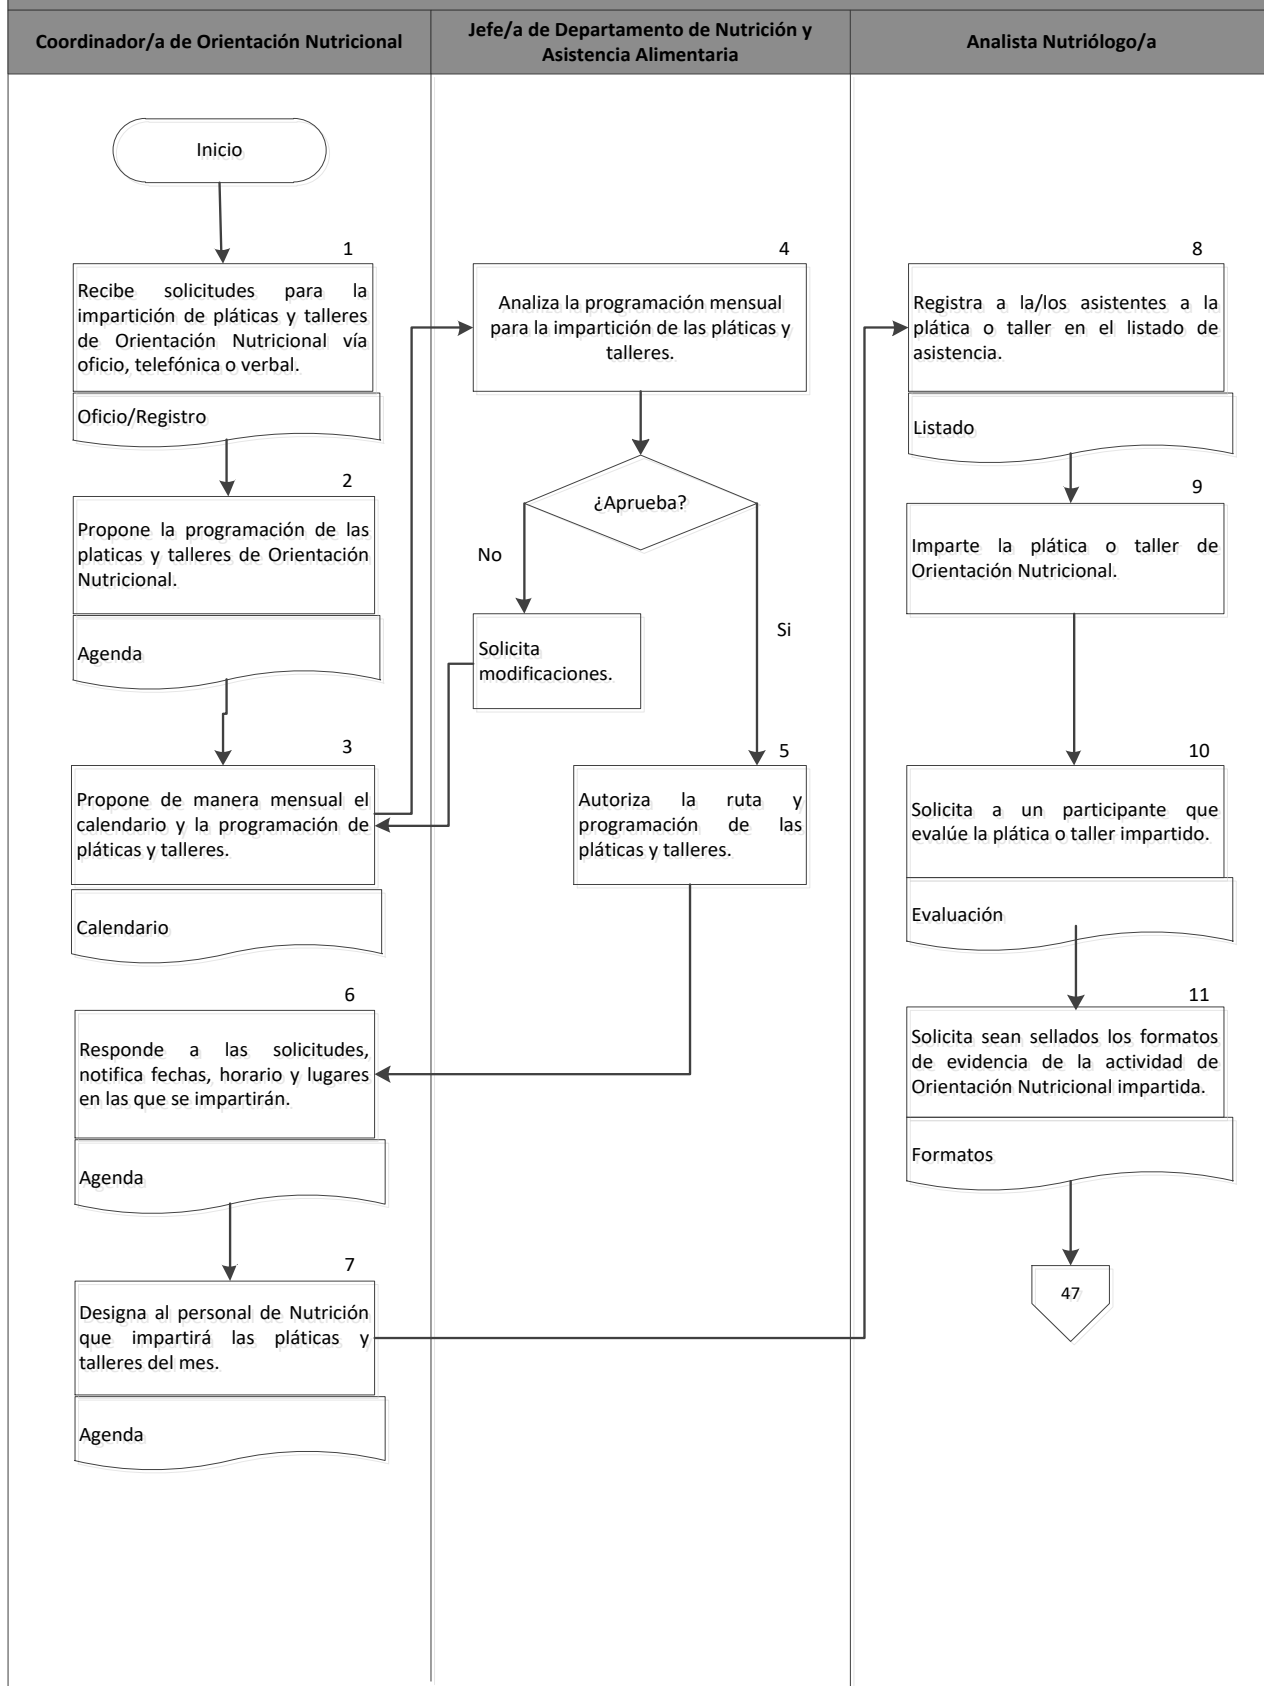 Coordinador/a de Orientación Nutricional
Jefe/a de Departamento de Nutrición y
Asistencia Alimentaria
Analista Nutriólogo/a
Inicio
1
Recibe solicitudes para la
impartición de pláticas y talleres
de Orientación Nutricional vía
oficio, telefónica o verbal.
Oficio/Registro
2
Propone la programación de las
platicas y talleres de Orientación
Nutricional.
Agenda
3
Propone de manera mensual el
calendario y la programación de
pláticas y talleres.
Calendario
4
Analiza la programación mensual
para la impartición de las pláticas y
talleres.
¿Aprueba?
No
Si
Solicita
modificaciones.
5
Autoriza la ruta y
programación de las
pláticas y talleres.
6
Responde a las solicitudes,
notifica fechas, horario y lugares
en las que se impartirán.
Agenda
7
Designa al personal de Nutrición
que impartirá las pláticas y
talleres del mes.
Agenda
8
Registra a la/los asistentes a la
plática o taller en el listado de
asistencia.
Listado
9
Imparte la plática o taller de
Orientación Nutricional.
10
Solicita a un participante que
evalúe la plática o taller impartido.
Evaluación
11
Solicita sean sellados los formatos
de evidencia de la actividad de
Orientación Nutricional impartida.
Formatos
47